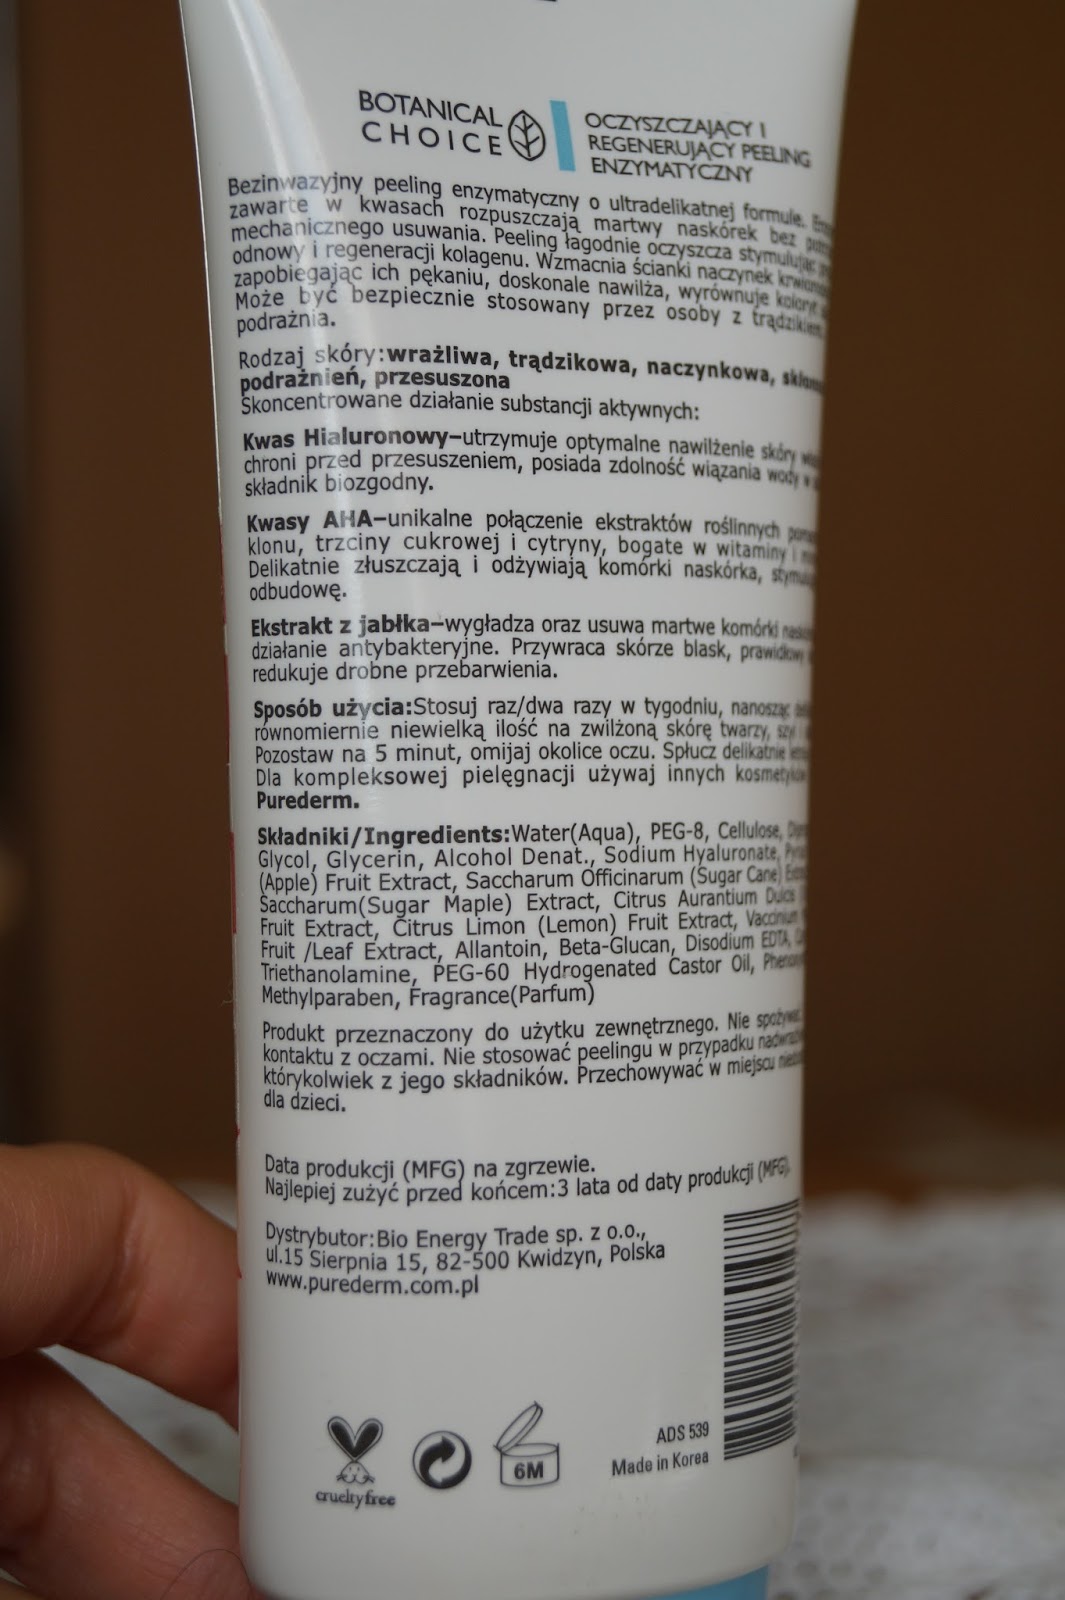 BOTANICAL
CHOICE
OCZYSZCZAJĄCY I
REGENERUJĄCY PEELING
ENZYMATYCZNY
Bezinwazyjny peeling enzymatyczny o ultradelikatnej formule.
zawarte w kwasach rozpuszczają martwy naskórek bez
mechanicznego usuwania. Peeling łagodnie oczyszcza stymulując
odnowy i regeneracji kolagenu. Wzmacnia ścianki naczynek
zapobiegając ich pękaniu, doskonale nawilża, wyrównuje koloryt
Może być bezpiecznie stosowany przez osoby z trądzikiem,
podrażnia.
Rodzaj skóry:wrażliwa, trądzikowa, naczynkowa,
podrażnień, przesuszona
Skoncentrowane działanie substancji aktywnych:
Kwas Hialuronowy–utrzymuje optymalne nawilżenie skóry
chroni przed przesuszeniem, posiada zdolność wiązania wody w
składnik biozgodny.
Kwasy AHA–unikalne połączenie ekstraktów roślinnych
klonu, trzciny cukrowej i cytryny, bogate w witaminy i
Delikatnie złuszczają i odżywiają komórki naskórka,
odbudowę.
Ekstrakt z jabłka–wygładza oraz usuwa martwe komórki
działanie antybakteryjne. Przywraca skórze blask, prawidłowy
redukuje drobne przebarwienia.
Sposób użycia:Stosuj raz/dwa razy w tygodniu, nanosząc
równomiernie niewielką ilość na zwilżoną skórę twarzy,
Pozostaw na 5 minut, omijaj okolice oczu. Spłucz delikatnie
Dla kompleksowej pielęgnacji używaj innych kosmetyków
Purederm.
Składniki/Ingredients:Water(Aqua), PEG-8, Cellulose,
Glycol, Glycerin, Alcohol Denat., Sodium Hyaluronate,
(Apple) Fruit Extract, Saccharum Officinarum (Sugar Cane)
Saccharum(Sugar Maple) Extract, Citrus Aurantium Dulcis
Fruit Extract, Citrus Limon (Lemon) Fruit Extract, Vaccinium
Fruit /Leaf Extract, Allantoin, Beta-Glucan, Disodium EDTA,
Triethanolamine, PEG-60 Hydrogenated Castor Oil,
Methylparaben, Fragrance(Parfum)
Produkt przeznaczony do użytku zewnętrznego. Nie
kontaktu z oczami. Nie stosować peelingu w przypadku
którykolwiek z jego składników. Przechowywać w miejscu
dla dzieci.
Data produkcji (MFG) na zgrzewie.
Najlepiej zużyć przed końcem:3 lata od daty produkcji (MFG).
Dystrybutor:Bio Energy Trade sp. z o.o.,
ul.15 Sierpnia 15, 82-500 Kwidzyn, Polska
www.purederm.com.pl
cruelty free
6M
ADS 539
Made in Korea